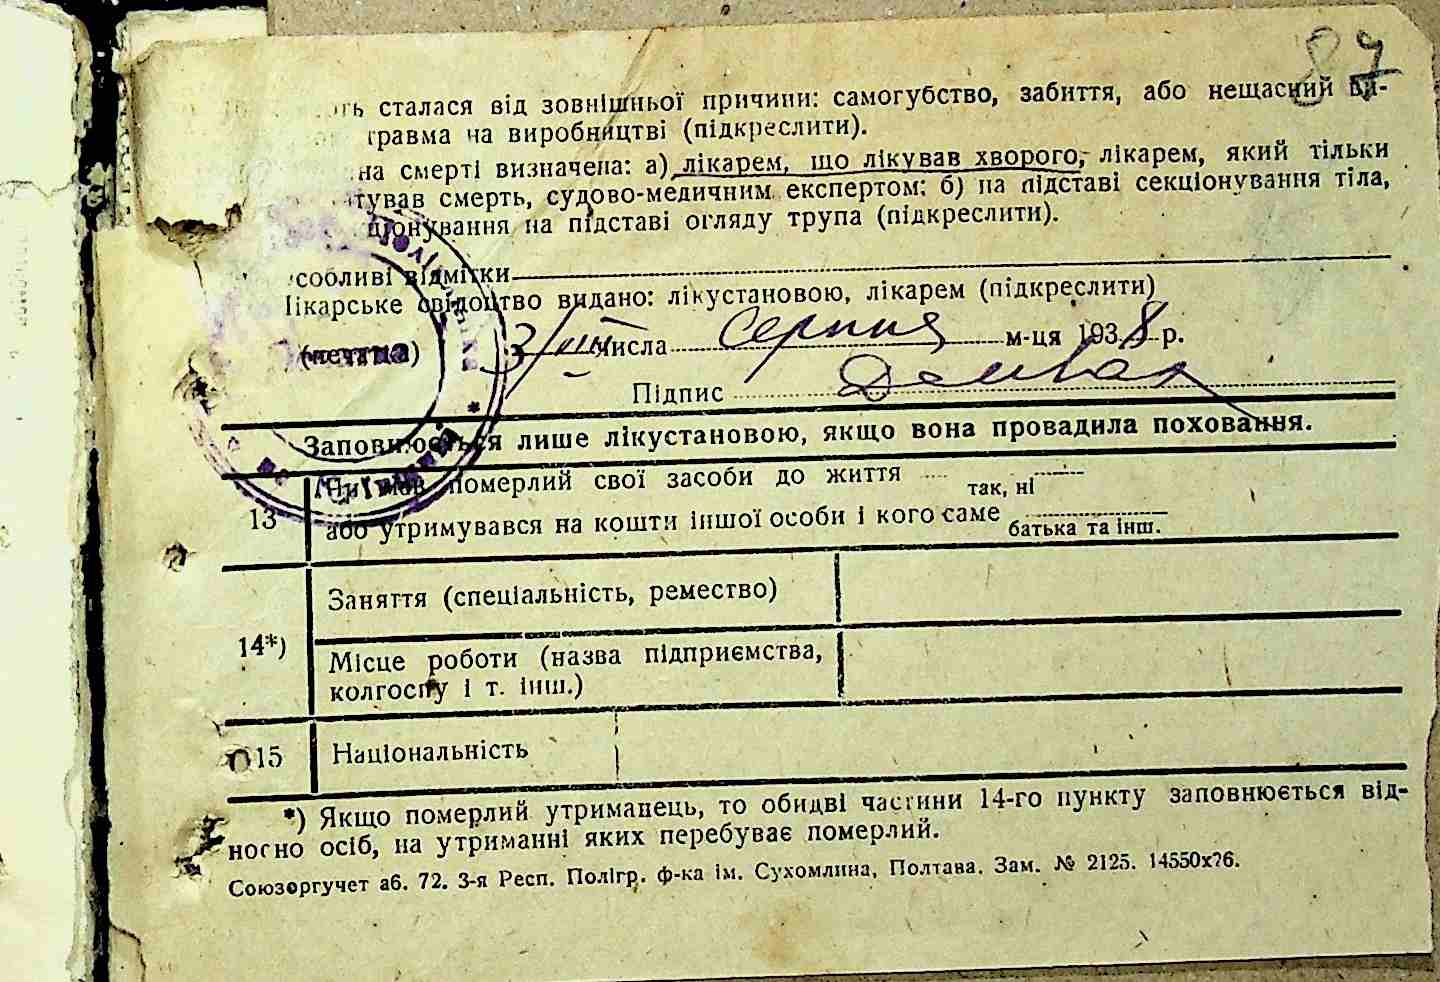 87
сталася від зовнішньої причини: самогубство, забиття, або нещасний ви-
травма на виробництві (підкреслити).
на смерті визначена: а) лікарем, що лікував хворого, лікарем, який тільки
тував смерть, судово-медичним експертом: б) на підставі секціонування тіла,
ціонування на підставі огляду трупа (підкреслити).
собливі відмітки
Лікарське свідоцтво видано: лікустановою, лікарем (підкреслити)
(печатка) 3/VIII числа Серпня м-ця 1938 р.
Підпис
Заповнюється лише лікустановою, якщо вона провадила поховання.
13 Чи мав померлий свої засоби до життя
так, ні
або утримувався на кошти іншої особи і кого саме
батька та інш.
Заняття (спеціальність, ремество)
14*)
Місце роботи (назва підприємства,
колгоспу і т. інш.)
15 Національність
*) Якщо померлий утриманець, то обидві частини 14-го пункту заповнюється від-
носно осіб, на утриманні яких перебуває померлий.
Союзоргучет аб. 72. 3-я Респ. Полігр. ф-ка ім. Сухомлина, Полтава. Зам. № 2125. 14550х76.